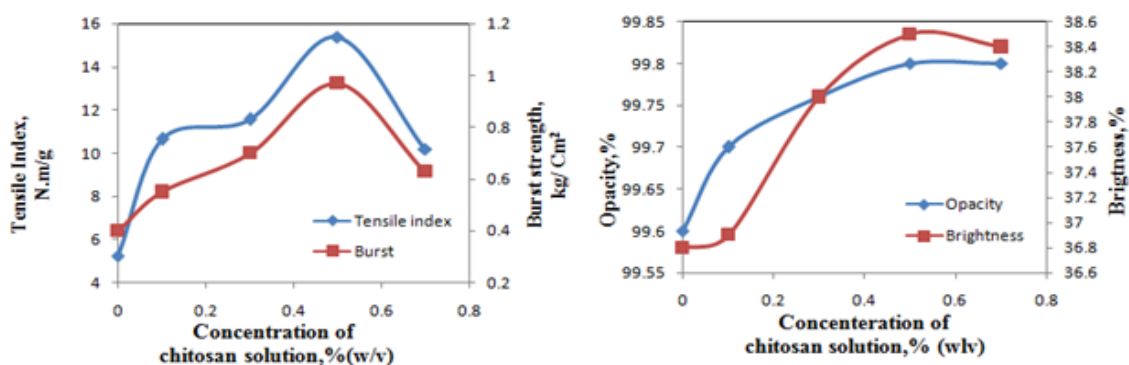 Tensile Index,
N.m/g
16
14
12
10
8
6
4
1.2
1
0.8
0.6
0.4
0.2
Burst strength,
kg/ Cm²
Tensile index
Burst
0 0.2 0.4 0.6 0.8
Concentration of
chitosan solution,%(w/v)
Opacity,%
99.85
99.8
99.75
99.7
99.65
99.6
99.55
38.6
38.4
38.2
38
37.8
37.6
37.4
37.2
37
36.8
36.6
Brigtness,%
Opacity
Brightness
0 0.2 0.4 0.6 0.8
Concenteration of
chitosan solution,% (wlv)